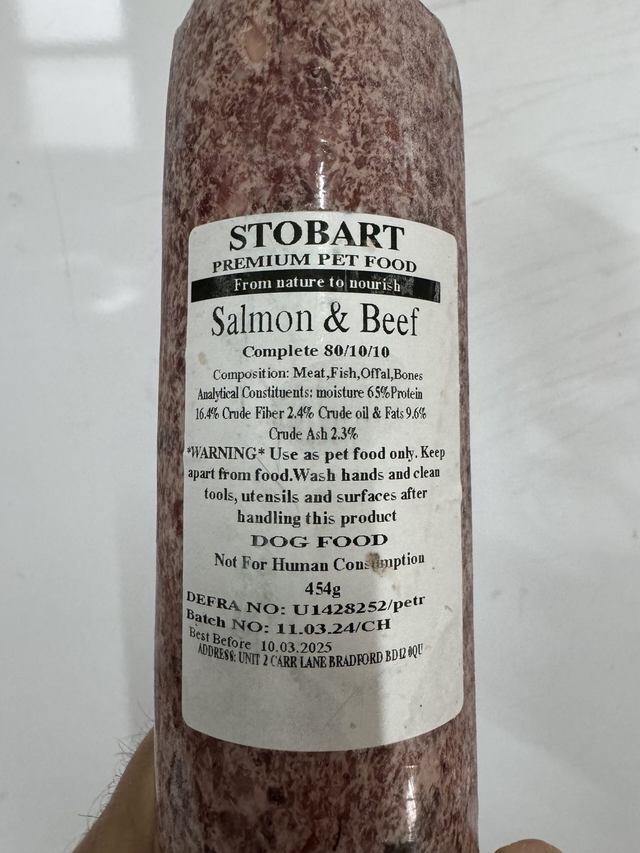 STOBART
PREMIUM PET FOOD
From nature to nourish
Salmon & Beef
Complete 80/10/10
Composition: Meat,Fish,Offal,Bones
Analytical Constituents: moisture 65%Protein
16.4% Crude Fiber 2.4% Crude oil & Fats 9.6%
Crude Ash 2.3%
*WARNING* Use as pet food only. Keep
apart from food.Wash hands and clean
tools, utensils and surfaces after
handling this product
DOG FOOD
Not For Human Consumption
454g
DEFRA NO: U1428252/petr
Batch NO: 11.03.24/CH
Best Before 10.03.2025
ADDRESS: UNIT 2 CARR LANE BRADFORD BD12 0QU